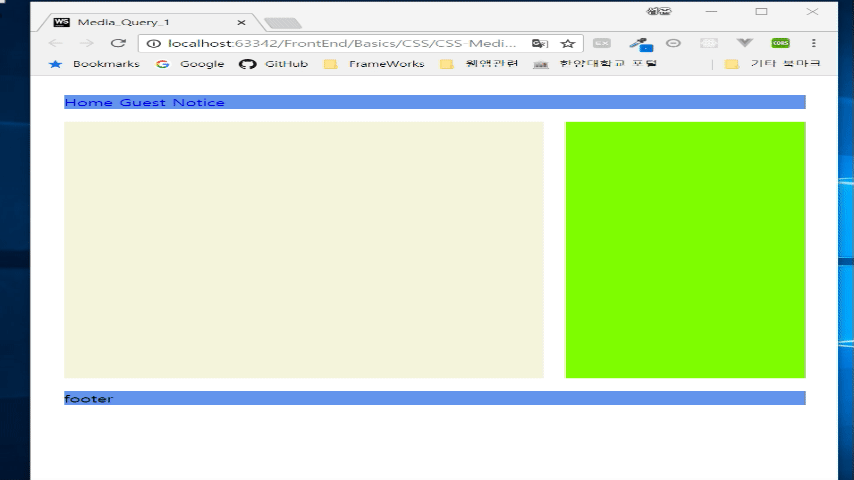 WS Media_Query_1
localhost:63342/FrontEnd/Basics/CSS/CSS-Medi...
Bookmarks Google GitHub FrameWorks 웹앱관련 한양대학교 포털 기타 북마크
Home Guest Notice
footer